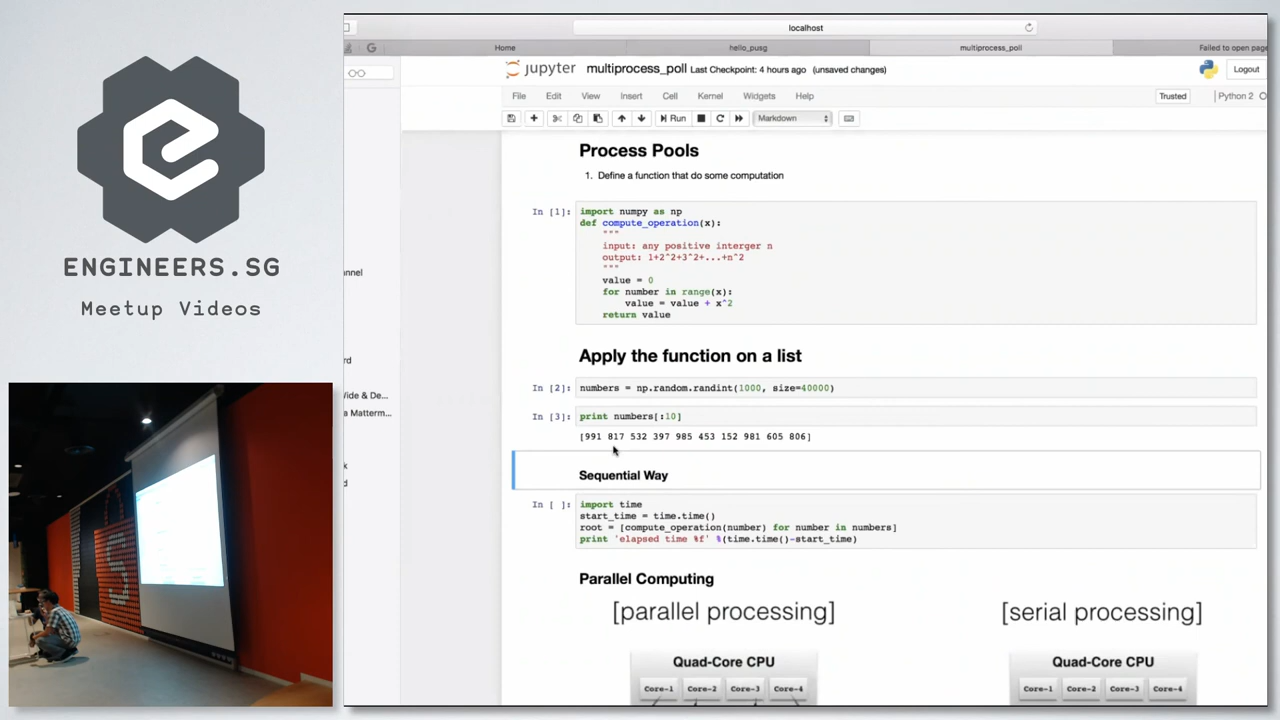 ENGINEERS.SG
Meetup Videos
localhost
Home
hello_pusg
multiprocess_poll
Failed to open page
jupyter multiprocess_poll Last Checkpoint: 4 hours ago (unsaved changes)
Logout
File Edit View Insert Cell Kernel Widgets Help
Trusted
Python 2
Run
Markdown
Process Pools
1. Define a function that do some computation
In [1]: import numpy as np
def compute_operation(x):
"""
input: any positive interger n
output: 1+2^2+3^2+...+n^2
"""
value = 0
for number in range(x):
value = value + x^2
return value
Apply the function on a list
In [2]: numbers = np.random.randint(1000, size=40000)
In [3]: print numbers[:10]
[991 817 532 397 985 453 152 981 605 806]
Sequential Way
In [ ]: import time
start_time = time.time()
root = [compute_operation(number) for number in numbers]
print 'elapsed time %f' %(time.time()-start_time)
Parallel Computing
[parallel processing]
[serial processing]
Quad-Core CPU
Quad-Core CPU
Core-1 Core-2 Core-3 Core-4
Core-1 Core-2 Core-3 Core-4